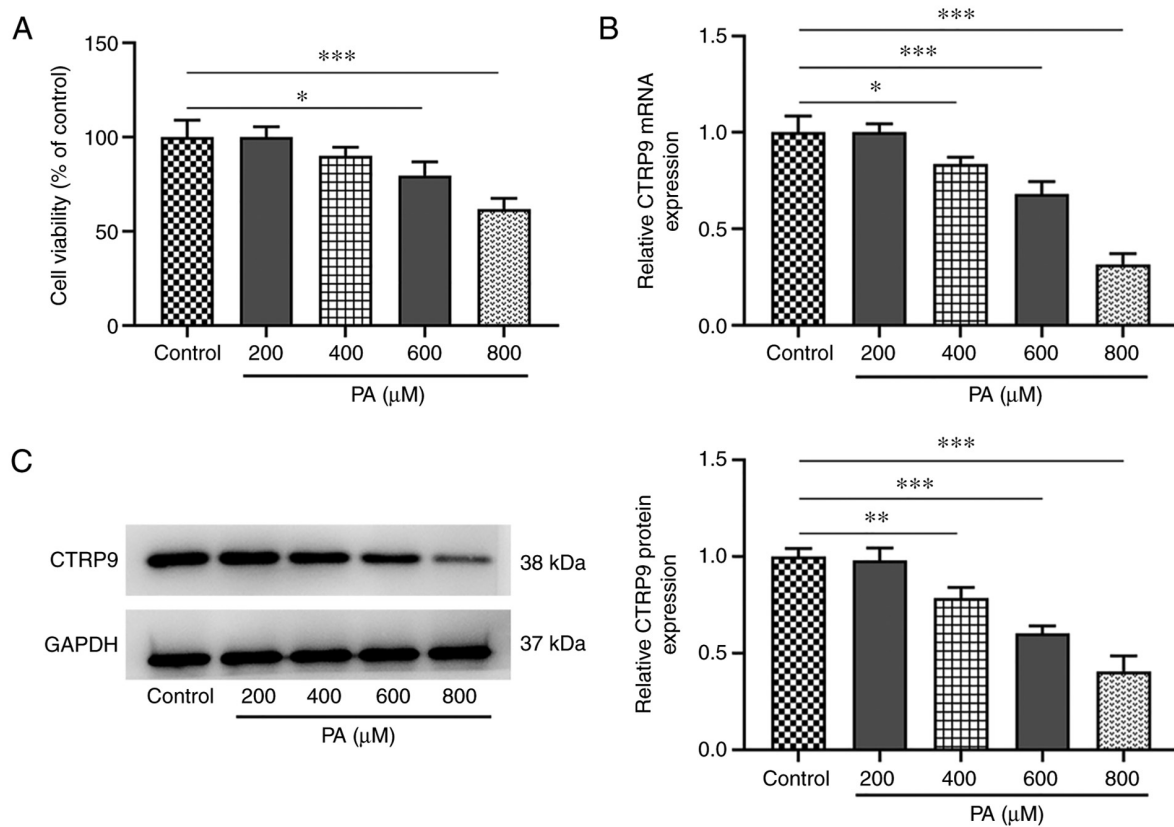 A
Cell viability (% of control)
150
100
50
0
***
*
Control 200 400 600 800
PA (μM)
B
Relative CTRP9 mRNA
expression
1.5
1.0
0.5
0.0
***
***
*
Control 200 400 600 800
PA (μM)
C
CTRP9
38 kDa
GAPDH
37 kDa
Control 200 400 600 800
PA (μM)
Relative CTRP9 protein
expression
1.5
1.0
0.5
0.0
***
***
**
Control 200 400 600 800
PA (μM)